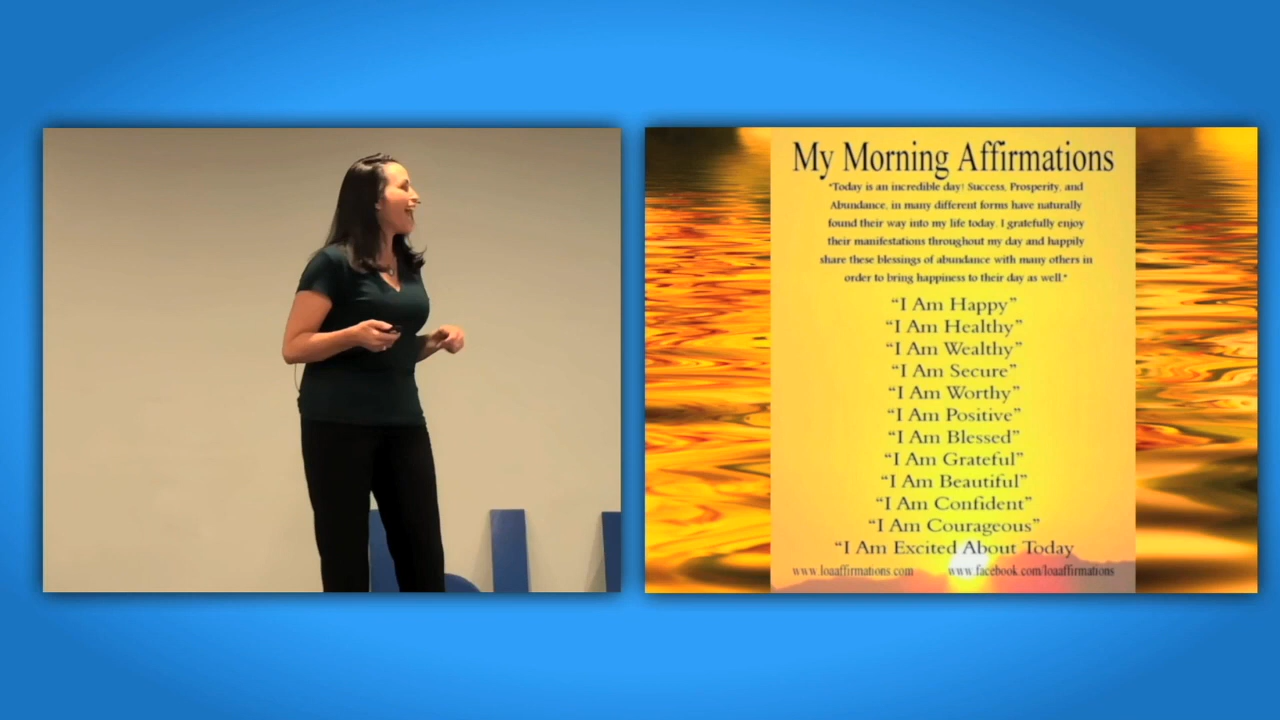 My Morning Affirmations
"Today is an incredible day! Success, Prosperity, and
Abundance, in many different forms have naturally
found their way into my life today. I gratefully enjoy
their manifestations throughout my day and happily
share these blessings of abundance with many others in
order to bring happiness to their day as well."
“I Am Happy”
“I Am Healthy”
“I Am Wealthy”
“I Am Secure”
“I Am Worthy”
“I Am Positive”
“I Am Blessed”
“I Am Grateful”
“I Am Beautiful”
“I Am Confident”
“I Am Courageous”
“I Am Excited About Today
www.loaaffirmations.com www.facebook.com/loaaffirmations